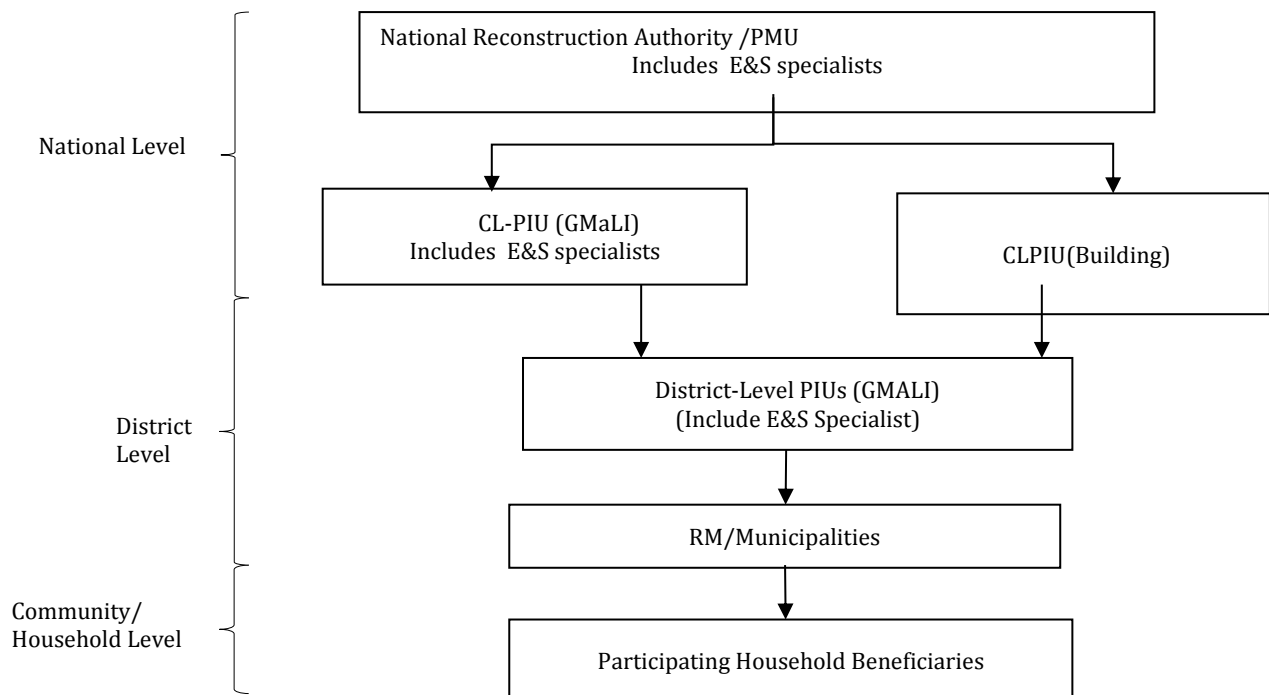 National Reconstruction Authority /PMU
Includes E&S specialists
National Level
CL-PIU (GMaLI)
Includes E&S specialists
CLPIU(Building)
District-Level PIUs (GMALI)
(Include E&S Specialist)
District
Level
RM/Municipalities
Community/
Household Level
Participating Household Beneficiaries